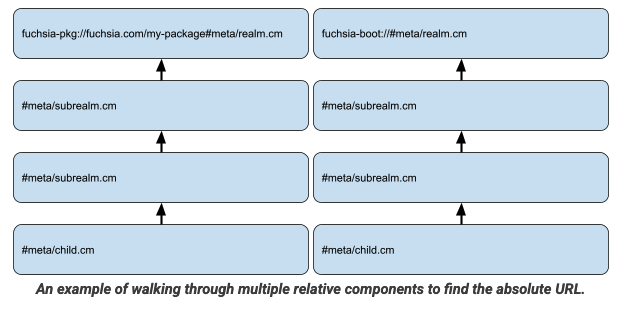 fuchsia-pkg://fuchsia.com/my-package#meta/realm.cm
fuchsia-boot://#meta/realm.cm
#meta/subrealm.cm
#meta/subrealm.cm
#meta/subrealm.cm
#meta/subrealm.cm
#meta/child.cm
#meta/child.cm
An example of walking through multiple relative components to find the absolute URL.